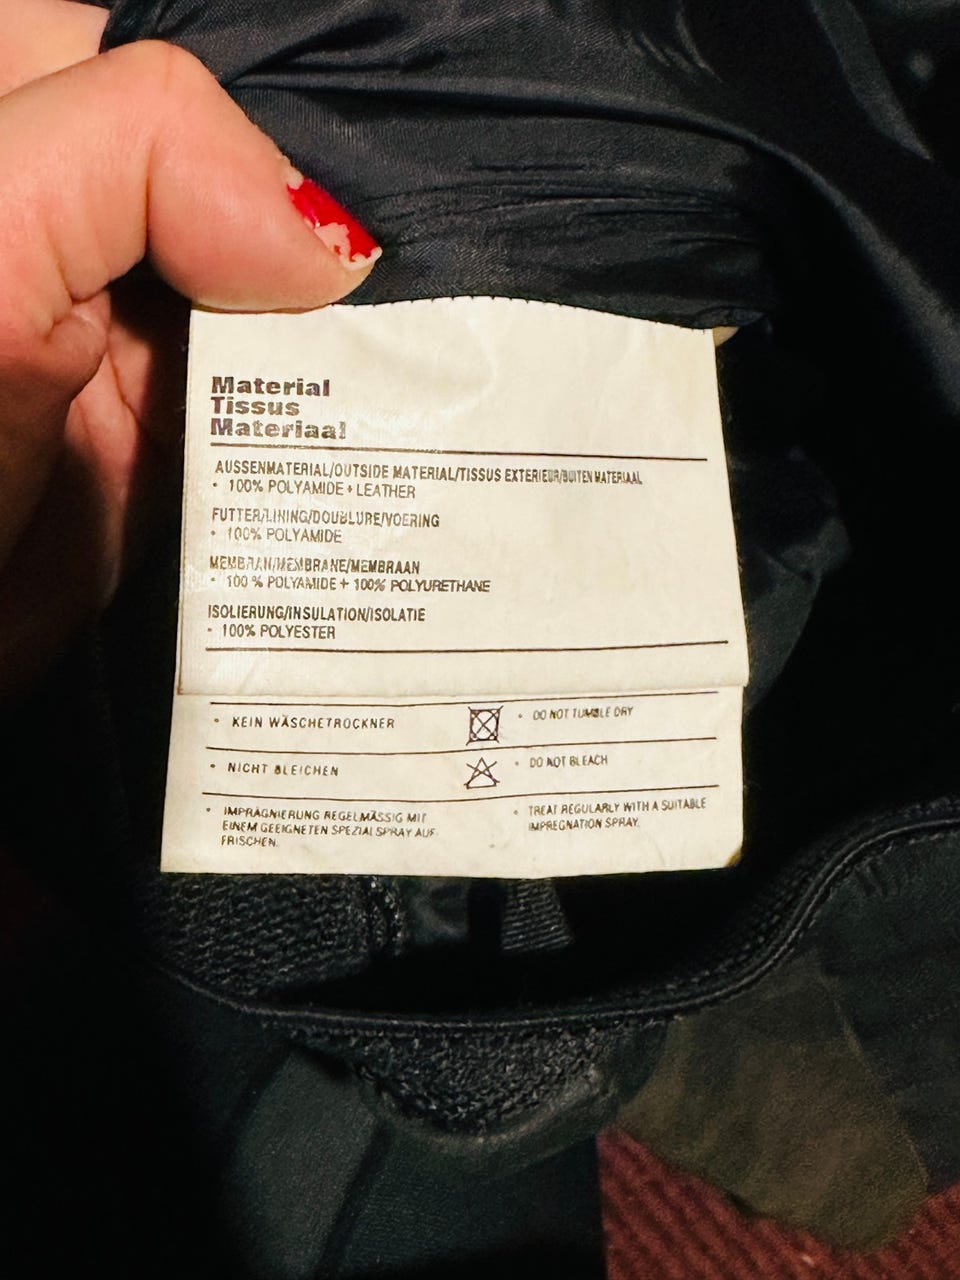 Material
Tissus
Materiaal
AUSSENMATERIAL/OUTSIDE MATERIAL/TISSUS EXTERIEUR/BUITEN MATERIAAL
• 100% POLYAMIDE + LEATHER
FUTTER/LINING/DOUBLURE/VOERING
• 100% POLYAMIDE
MEMBRAN/MEMBRANE/MEMBRAAN
• 100 % POLYAMIDE + 100% POLYURETHANE
ISOLIERUNG/INSULATION/ISOLATIE
• 100% POLYESTER
• KEIN WÄSCHETROCKNER • DO NOT TUMBLE DRY
• NICHT BLEICHEN • DO NOT BLEACH
• IMPRÄGNIERUNG REGELMÄSSIG MIT
EINEM GEEIGNETEN SPEZIALSPRAY AUF
FRISCHEN.
• TREAT REGULARLY WITH A SUITABLE
IMPREGNATION SPRAY.